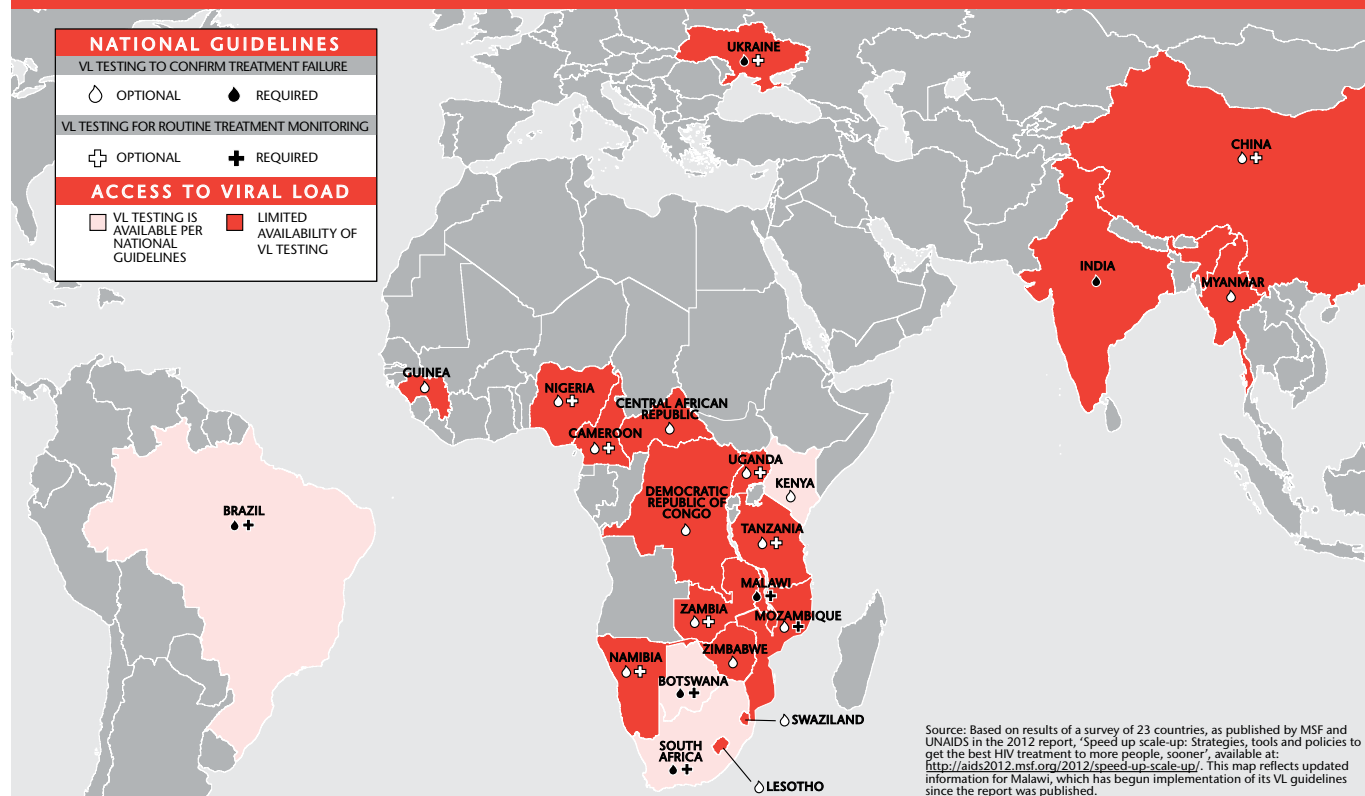 NATIONAL GUIDELINES
VL TESTING TO CONFIRM TREATMENT FAILURE
OPTIONAL
REQUIRED
VL TESTING FOR ROUTINE TREATMENT MONITORING
OPTIONAL
REQUIRED
ACCESS TO VIRAL LOAD
VL TESTING IS
AVAILABLE PER
NATIONAL
GUIDELINES
LIMITED
AVAILABILITY OF
VL TESTING
UKRAINE
CHINA
INDIA
MYANMAR
GUINEA
NIGERIA
CENTRAL AFRICAN
REPUBLIC
CAMEROON
UGANDA
KENYA
DEMOCRATIC
REPUBLIC OF
CONGO
BRAZIL
TANZANIA
MALAWI
ZAMBIA
MOZAMBIQUE
ZIMBABWE
NAMIBIA
BOTSWANA
SWAZILAND
SOUTH
AFRICA
LESOTHO
Source: Based on results of a survey of 23 countries, as published by MSF and
UNAIDS in the 2012 report, ‘Speed up scale-up: Strategies, tools and policies to
get the best HIV treatment to more people, sooner’, available at:
http://aids2012.msf.org/2012/speed-up-scale-up/. This map reflects updated
information for Malawi, which has begun implementation of its VL guidelines
since the report was published.